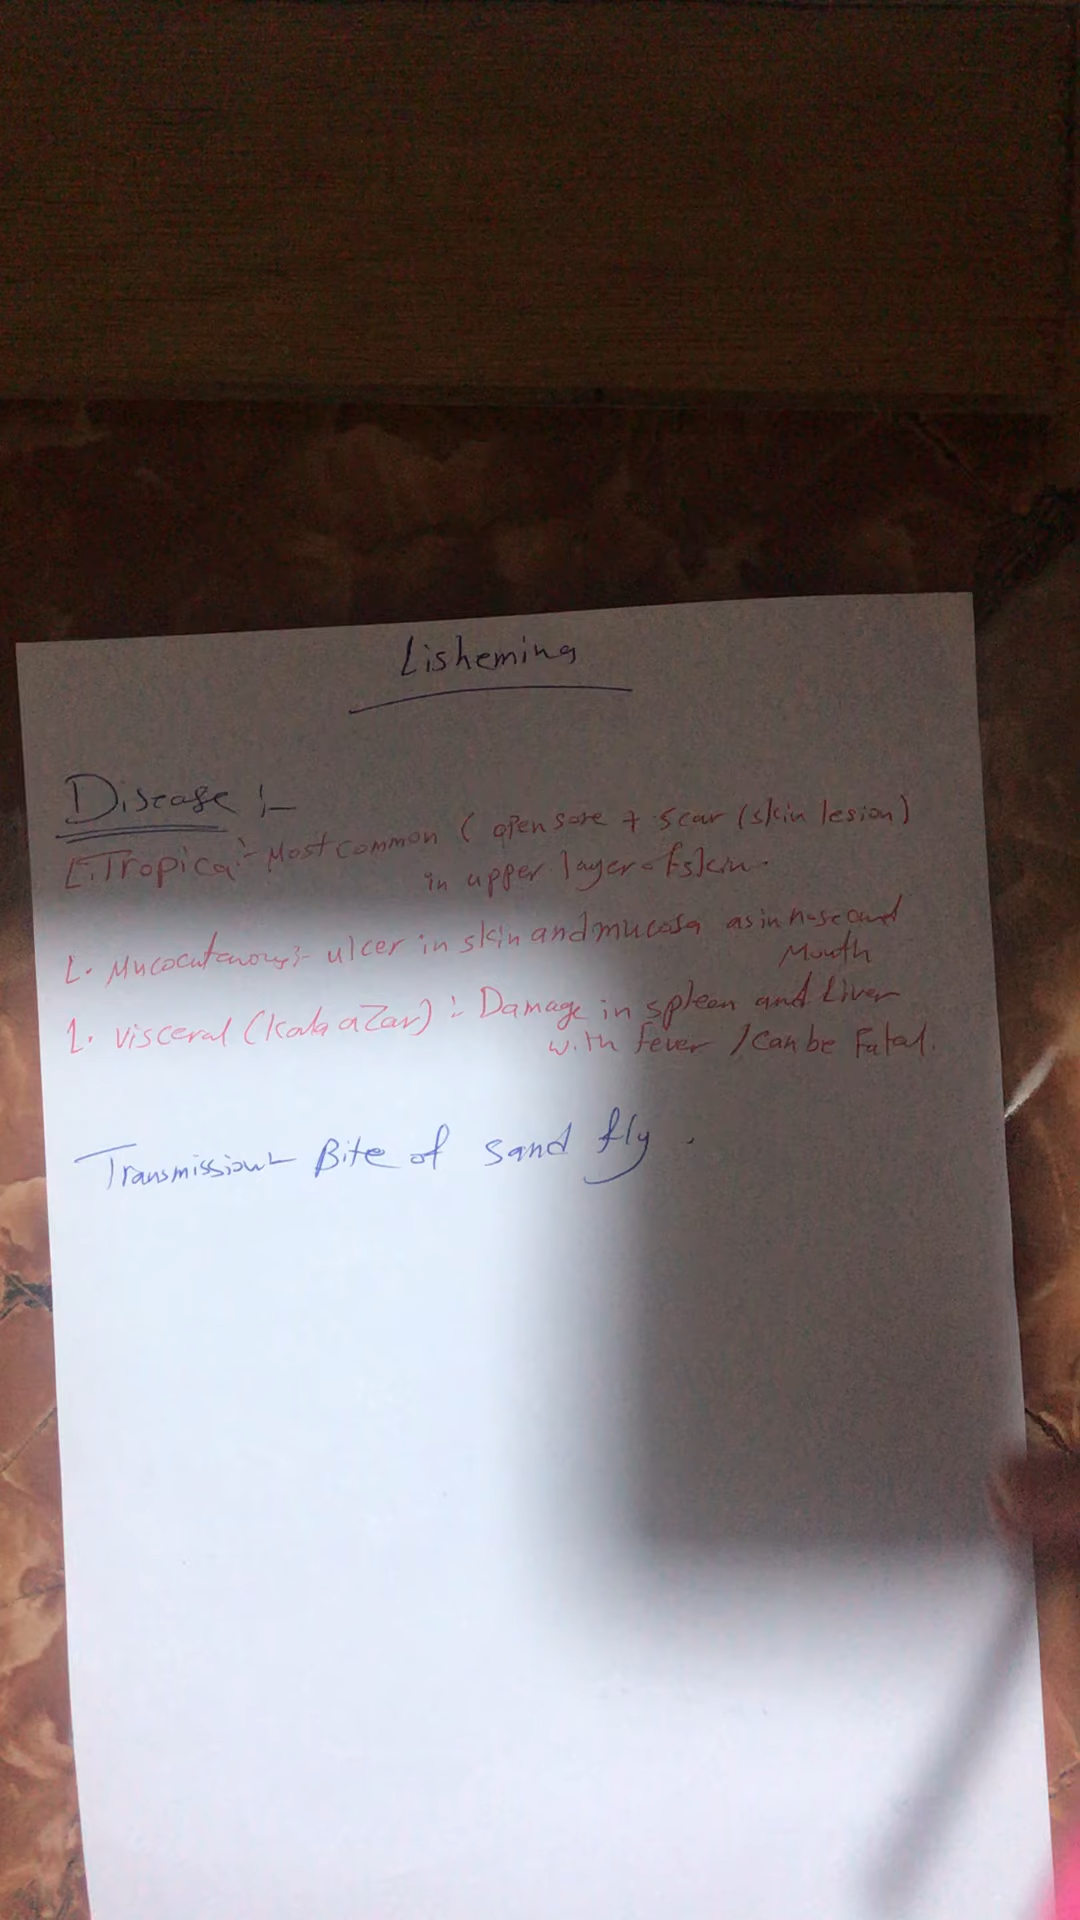 Lisheming
Disease :-
L.Tropica:- Most common ( open sore + scar (skin lesion)
in upper layer of skin.
L. Mucocutanous:- ulcer in skin and mucosa as in nose and
Mouth
L. visceral (kala aZar) :- Damage in splean and Liver
with fever / can be Fatal.
Transmission:- Bite of sand fly.